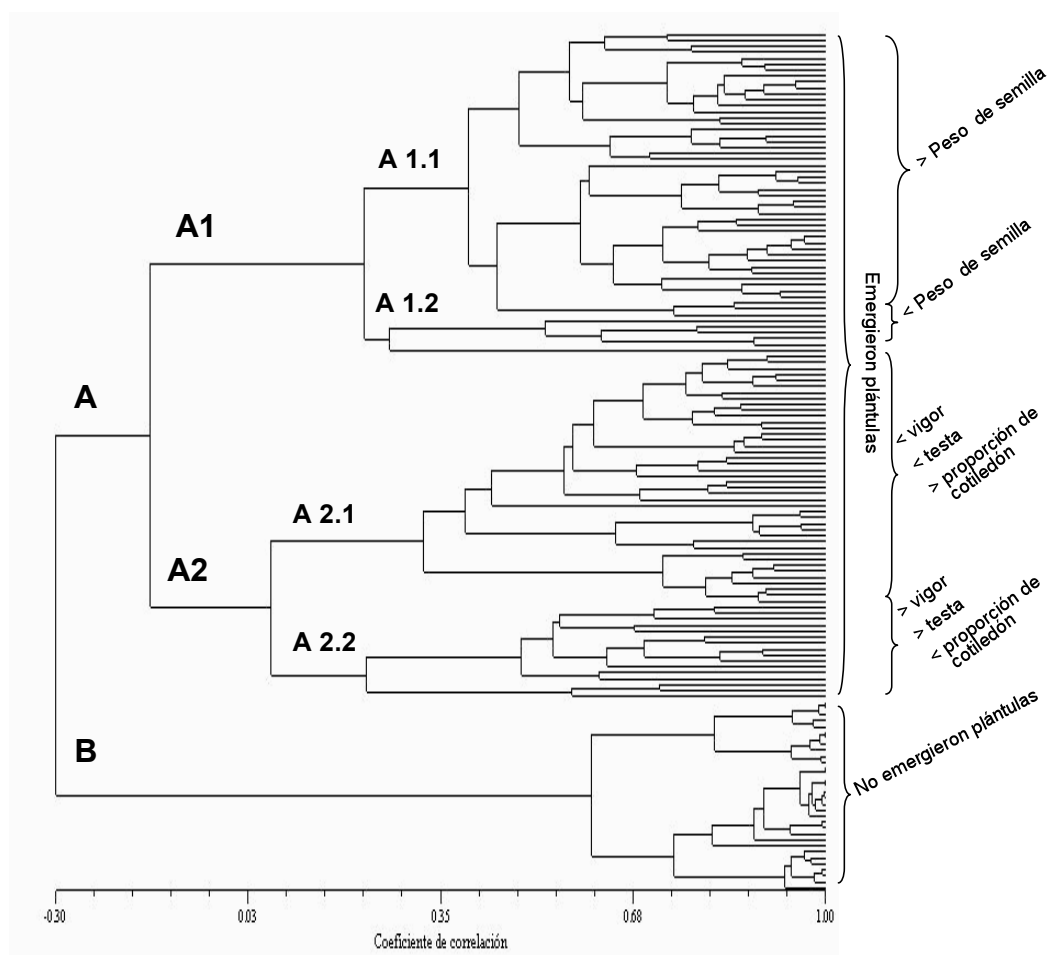 A 1.1
A1
A 1.2
A
A 2.1
A2
A 2.2
B
> Peso de semilla
< Peso de semilla
Emergieron plántulas
< vigor
< testa
> proporción de
cotiledón
> vigor
> testa
< proporción de
cotiledón
No emergieron plántulas
-0.30 0.03 0.35 0.68 1.00
Coeficiente de correlación